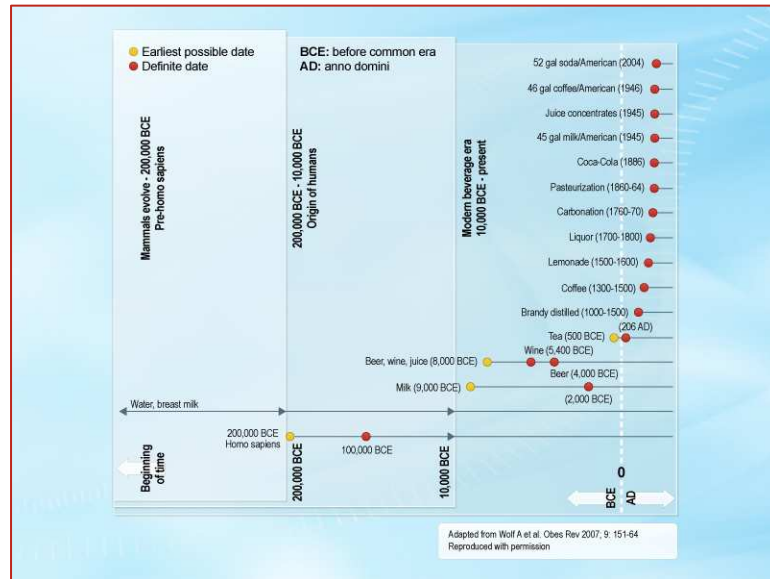 Earliest possible date
Definite date
BCE: before common era
AD: anno domini
Mammals evolve - 200,000 BCE
Pre-homo sapiens
200,000 BCE - 10,000 BCE
Origin of humans
Modern beverage era
10,000 BCE - present
52 gal soda/American (2004)
46 gal coffee/American (1946)
Juice concentrates (1945)
45 gal milk/American (1945)
Coca-Cola (1886)
Pasteurization (1860-64)
Carbonation (1760-70)
Liquor (1700-1800)
Lemonade (1500-1600)
Coffee (1300-1500)
Brandy distilled (1000-1500)
Tea (500 BCE)
(206 AD)
Wine (5,400 BCE)
Beer, wine, juice (8,000 BCE)
Beer (4,000 BCE)
Milk (9,000 BCE)
(2,000 BCE)
Water, breast milk
200,000 BCE
Homo sapiens
100,000 BCE
Beginning
of time
200,000 BCE
10,000 BCE
0
BCE
AD
Adapted from Wolf A et al. Obes Rev 2007; 9: 151-64
Reproduced with permission